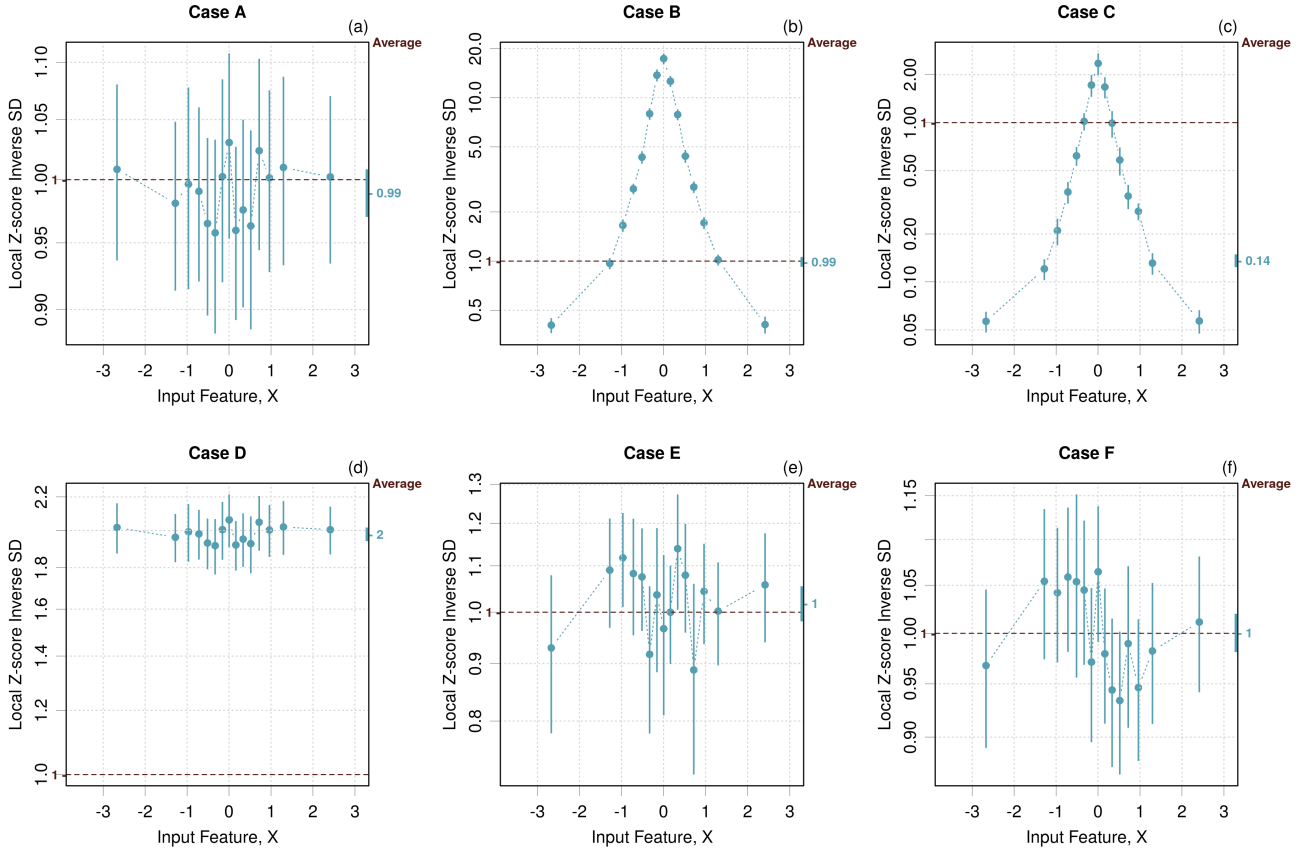 Case A
(a)
Average
Local Z-score Inverse SD
1.10
1.05
1.00
0.95
0.90
1
0.99
-3 -2 -1 0 1 2 3
Input Feature, X
Case B
(b)
Average
Local Z-score Inverse SD
20.0
10.0
5.0
2.0
1.0
0.5
1
0.99
-3 -2 -1 0 1 2 3
Input Feature, X
Case C
(c)
Average
Local Z-score Inverse SD
2.00
1.00
0.50
0.20
0.10
0.05
1
0.14
-3 -2 -1 0 1 2 3
Input Feature, X
Case D
(d)
Average
Local Z-score Inverse SD
2.2
1.8
1.6
1.4
1.2
1.0
1
2
-3 -2 -1 0 1 2 3
Input Feature, X
Case E
(e)
Average
Local Z-score Inverse SD
1.3
1.2
1.1
1.0
0.9
0.8
1
1
-3 -2 -1 0 1 2 3
Input Feature, X
Case F
(f)
Average
Local Z-score Inverse SD
1.15
1.05
1.00
0.95
0.90
1
1
-3 -2 -1 0 1 2 3
Input Feature, X